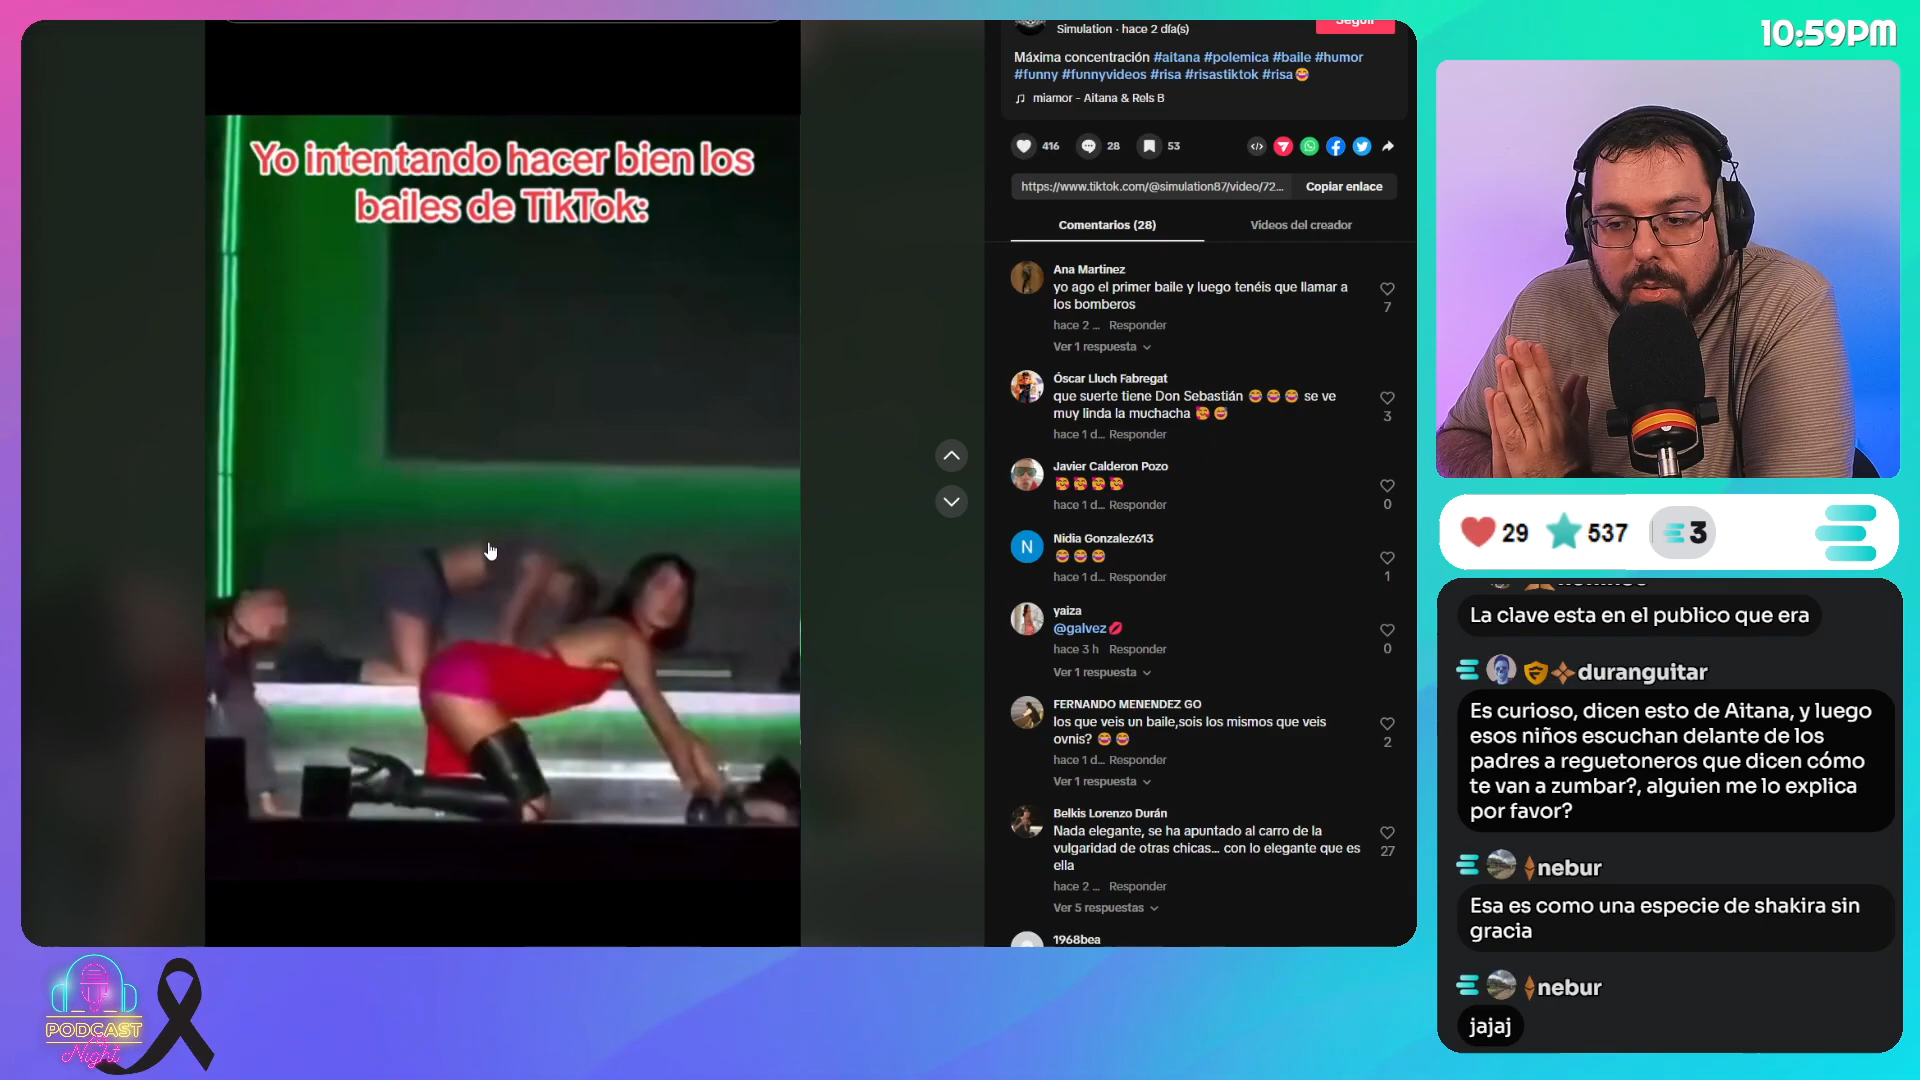 10:59PM
Yo intentando hacer bien los
bailes de TikTok:
Simulation · hace 2 día(s)
Seguir
Máxima concentración #aitana #polemica #baile #humor
#funny #funnyvideos #risa #risastiktok #risa😂
miamor - Aitana & Rels B
416
28
53
https://www.tiktok.com/@simulation87/video/72...
Copiar enlace
Comentarios (28)
Videos del creador
Ana Martinez
yo ago el primer baile y luego tenéis que llamar a
los bomberos
7
hace 2 ... Responder
Ver 1 respuesta
Óscar Lluch Fabregat
que suerte tiene Don Sebastián 😂 😂 😂 se ve
muy linda la muchacha 🥰 😅
3
hace 1 d... Responder
Javier Calderon Pozo
🥰 🥰 🥰 🥰
0
hace 1 d... Responder
N
Nidia Gonzalez613
😂 😂 😂
1
hace 1 d... Responder
yaiza
@galvez💋
0
hace 3 h Responder
Ver 1 respuesta
FERNANDO MENENDEZ GO
los que veis un baile,sois los mismos que veis
ovnis? 😂 😂
2
hace 1 d... Responder
Ver 1 respuesta
Belkis Lorenzo Durán
Nada elegante, se ha apuntado al carro de la
vulgaridad de otras chicas... con lo elegante que es
ella
27
hace 2 ... Responder
Ver 5 respuestas
1968bea
29
537
3
La clave esta en el publico que era
duranguitar
Es curioso, dicen esto de Aitana, y luego
esos niños escuchan delante de los
padres a reguetoneros que dicen cómo
te van a zumbar?, alguien me lo explica
por favor?
nebur
Esa es como una especie de shakira sin
gracia
nebur
jajaj
PODCAST
Night